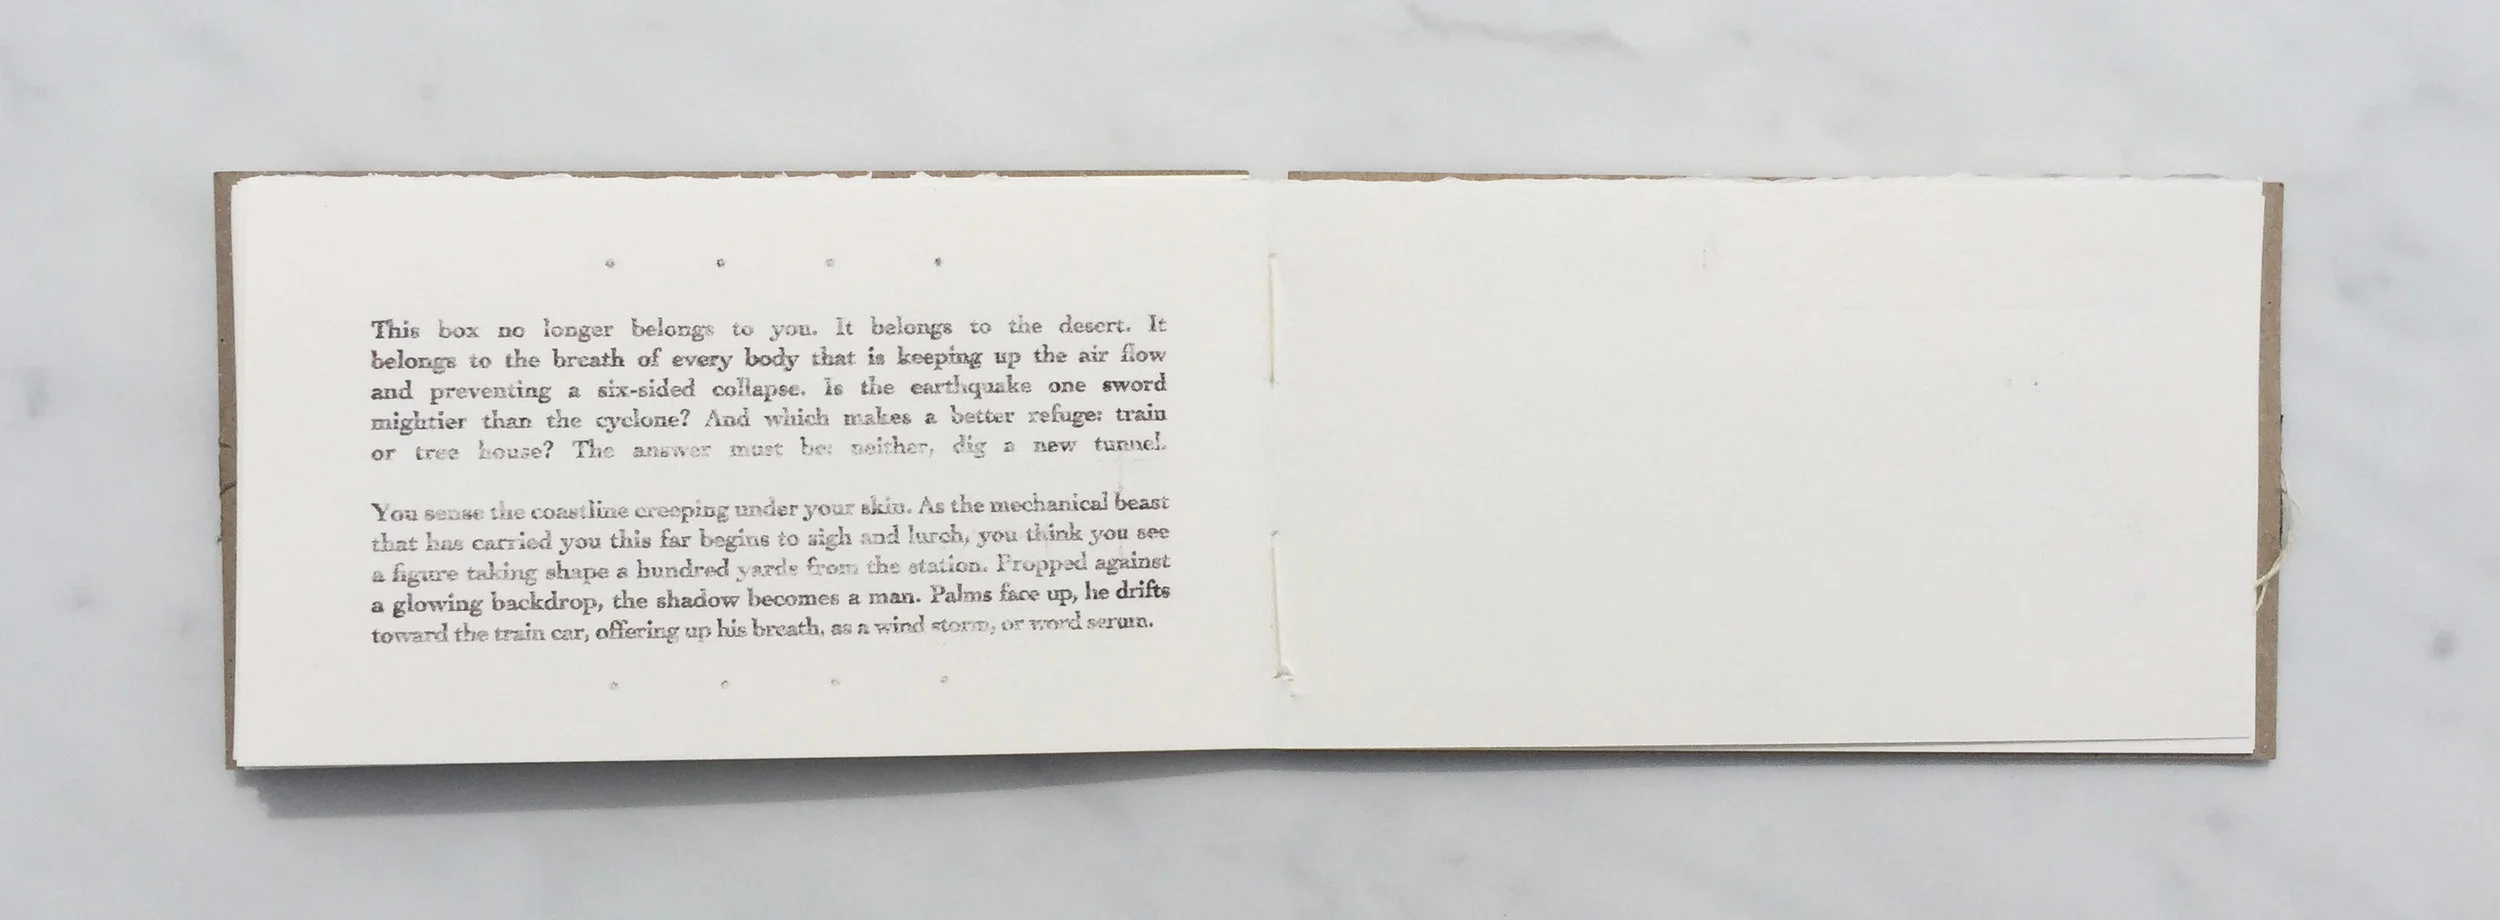 This box no longer belongs to you. It belongs to the desert. It
belongs to the breath of every body that is keeping up the air flow
and preventing a six-sided collapse. Is the earthquake one sword
mightier than the cyclone? And which makes a better refuge: train
or tree house? The answer must be: neither, dig a new tunnel.
You sense the coastline creeping under your skin. As the mechanical beast
that has carried you this far begins to sigh and lurch, you think you see
a figure taking shape a hundred yards from the station. Propped against
a glowing backdrop, the shadow becomes a man. Palms face up, he drifts
toward the train car, offering up his breath, as a wind storm, or word serum.